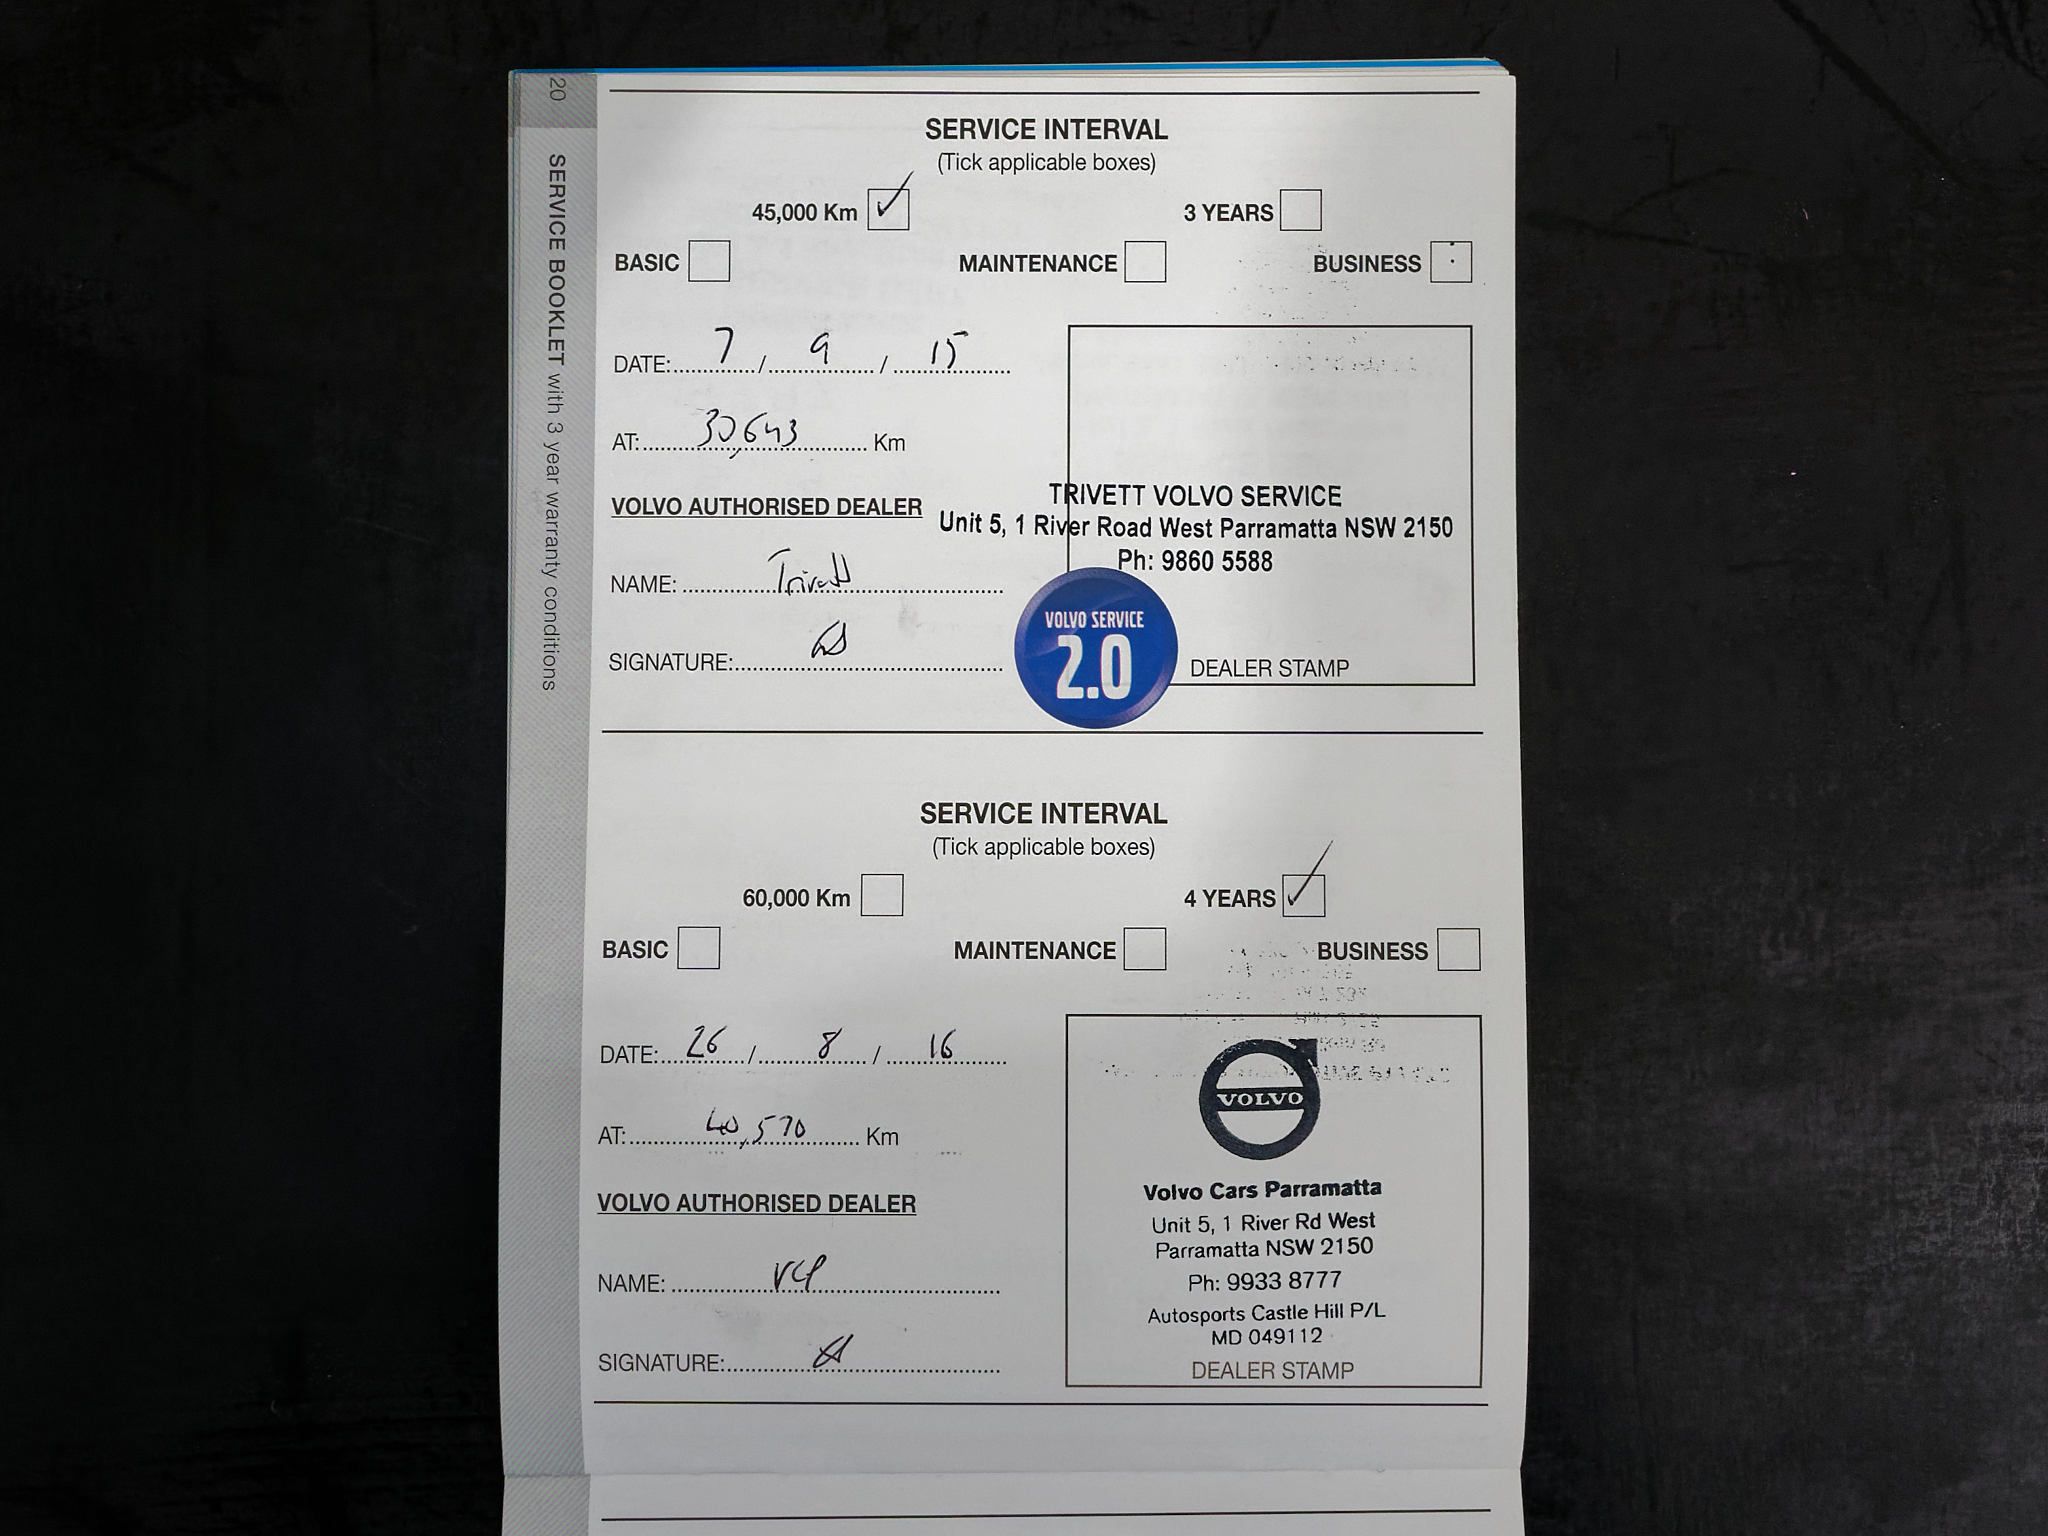 20
SERVICE BOOKLET with 3 year warranty conditions
SERVICE INTERVAL
(Tick applicable boxes)
45,000 Km 3 YEARS
BASIC MAINTENANCE BUSINESS
DATE: 7 / 9 / 15
AT: 30,643 Km
VOLVO AUTHORISED DEALER
NAME: Trivett
SIGNATURE:
TRIVETT VOLVO SERVICE
Unit 5, 1 River Road West Parramatta NSW 2150
Ph: 9860 5588
VOLVO SERVICE
2.0
DEALER STAMP
SERVICE INTERVAL
(Tick applicable boxes)
60,000 Km 4 YEARS
BASIC MAINTENANCE BUSINESS
DATE: 26 / 8 / 16
AT: 40,570 Km
VOLVO AUTHORISED DEALER
NAME: VCP
SIGNATURE:
VOLVO
Volvo Cars Parramatta
Unit 5, 1 River Rd West
Parramatta NSW 2150
Ph: 9933 8777
Autosports Castle Hill P/L
MD 049112
DEALER STAMP